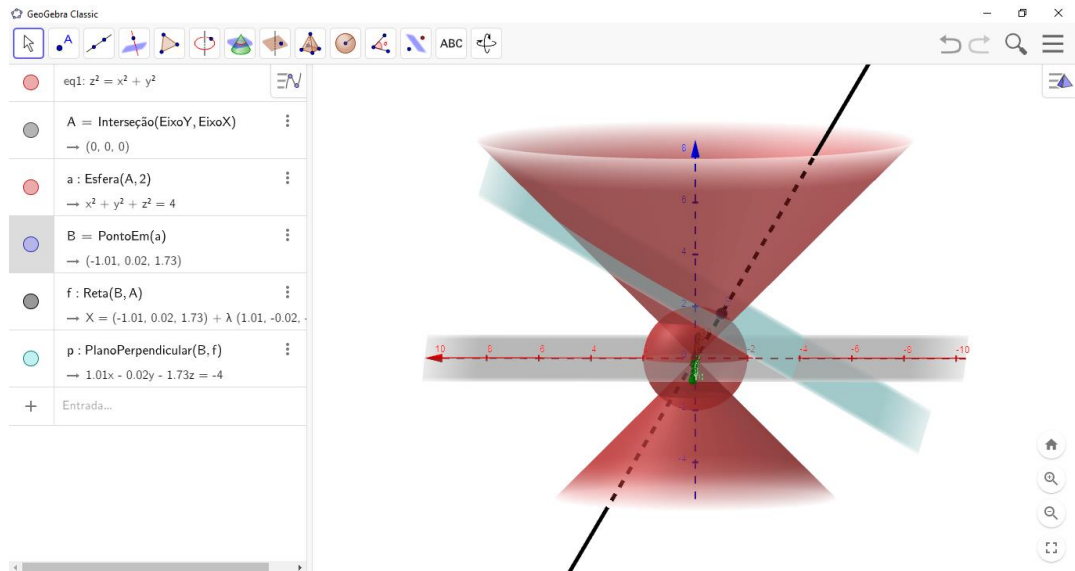 GeoGebra Classic
ABC
eq1: z² = x² + y²
A = Interseção(EixoY, EixoX)
→ (0, 0, 0)
a : Esfera(A, 2)
→ x² + y² + z² = 4
B = PontoEm(a)
→ (-1.01, 0.02, 1.73)
f : Reta(B, A)
→ X = (-1.01, 0.02, 1.73) + λ (1.01, -0.02, -
p : PlanoPerpendicular(B, f)
→ 1.01x - 0.02y - 1.73z = -4
Entrada...
8
6
4
2
10 8 6 4 -2 -4 -6 -8 -10
-4